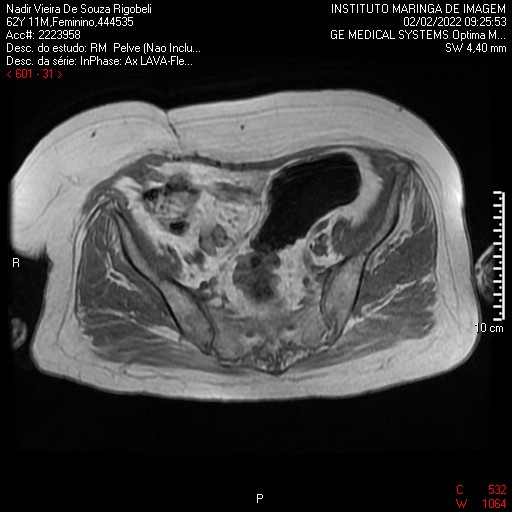 Nadir Vieira De Souza Rigobeli
62Y 11M,Feminino,444535
Acc#: 2223958
Desc. do estudo: RM  Pelve (Nao Inclu...
Desc. da série: InPhase: Ax LAVA-Fle...
< 601 - 31 >
INSTITUTO MARINGA DE IMAGEM
02/02/2022 09:25:53
GE MEDICAL SYSTEMS Optima M...
SW 4,40 mm
R
10 cm
P
C 532
W 1064